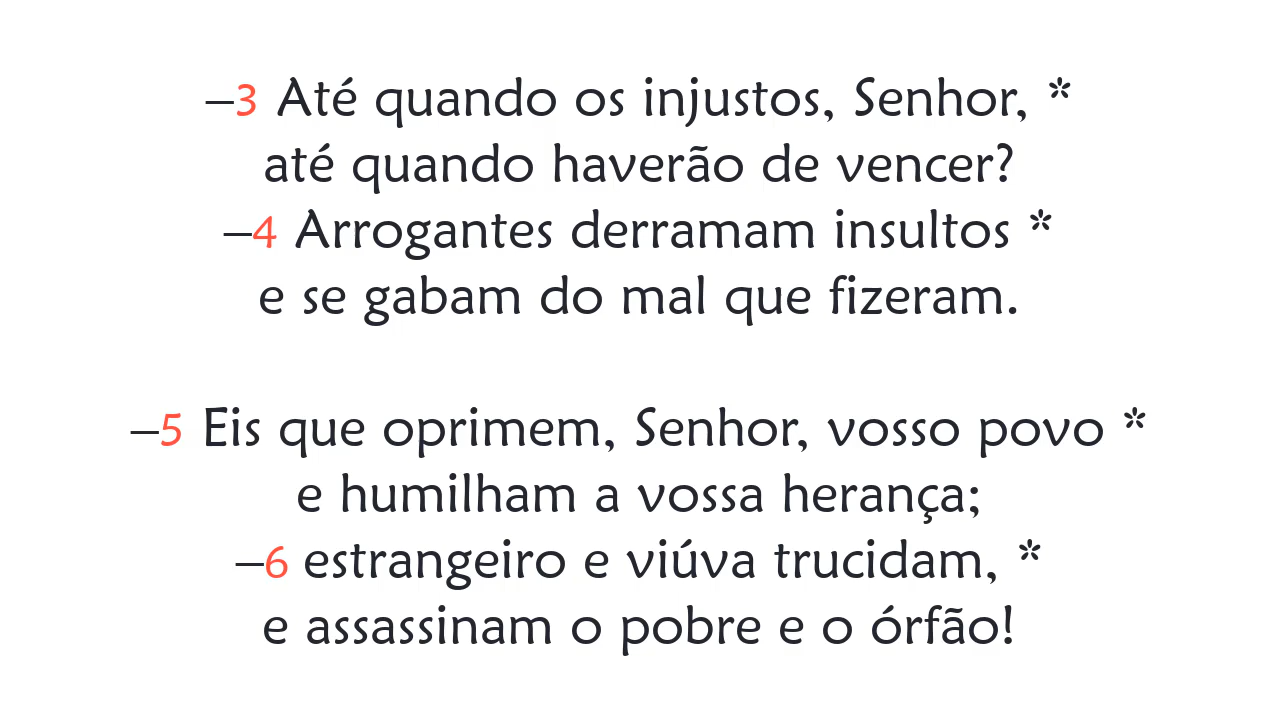 –3 Até quando os injustos, Senhor, *
até quando haverão de vencer?
–4 Arrogantes derramam insultos *
e se gabam do mal que fizeram.
–5 Eis que oprimem, Senhor, vosso povo *
e humilham a vossa herança;
–6 estrangeiro e viúva trucidam, *
e assassinam o pobre e o órfão!